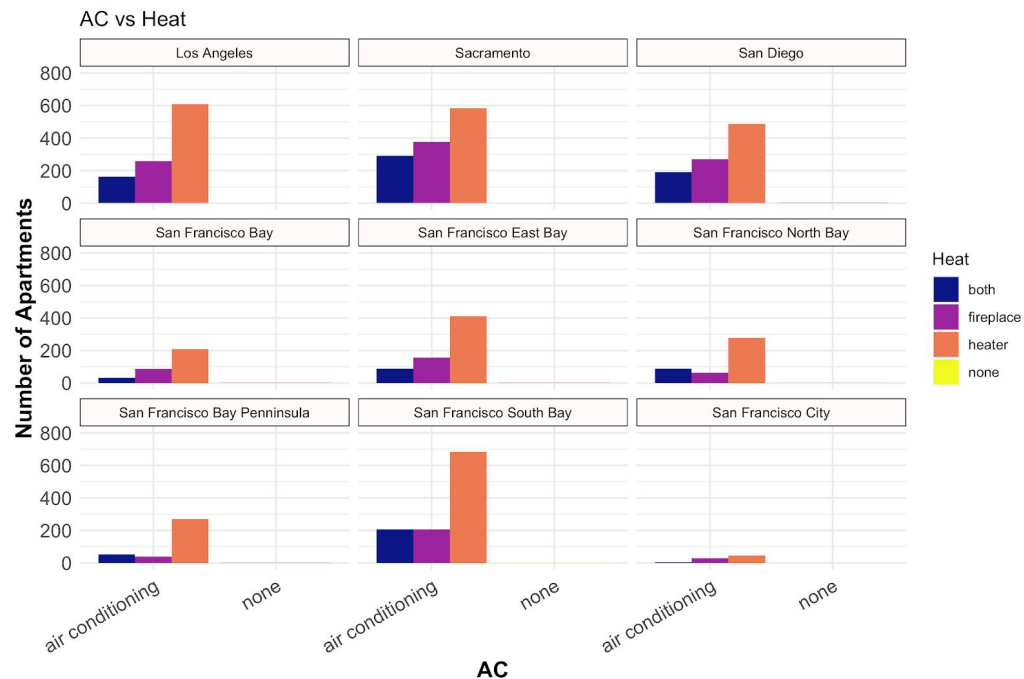 AC vs Heat
Los Angeles
Sacramento
San Diego
800
600
400
200
0
San Francisco Bay
San Francisco East Bay
San Francisco North Bay
800
600
400
200
0
San Francisco Bay Penninsula
San Francisco South Bay
San Francisco City
800
600
400
200
0
Number of Apartments
air conditioning
none
air conditioning
none
air conditioning
none
AC
Heat
both
fireplace
heater
none